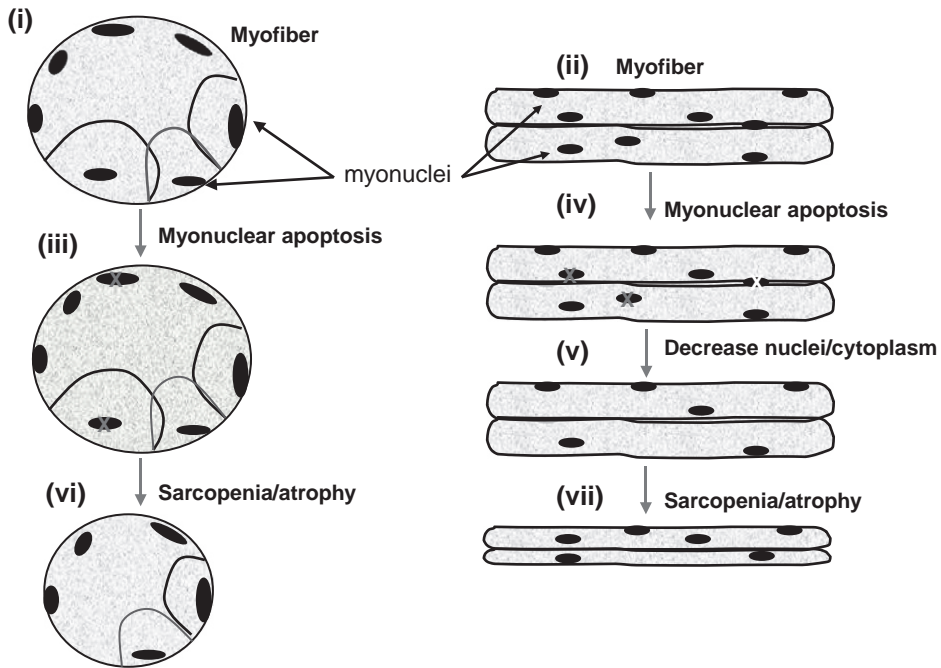 (i)
Myofiber
(ii) Myofiber
myonuclei
(iii)
Myonuclear apoptosis
X
X
(iv)
Myonuclear apoptosis
X
X
X
(v)
Decrease nuclei/cytoplasm
(vi)
Sarcopenia/atrophy
(vii)
Sarcopenia/atrophy